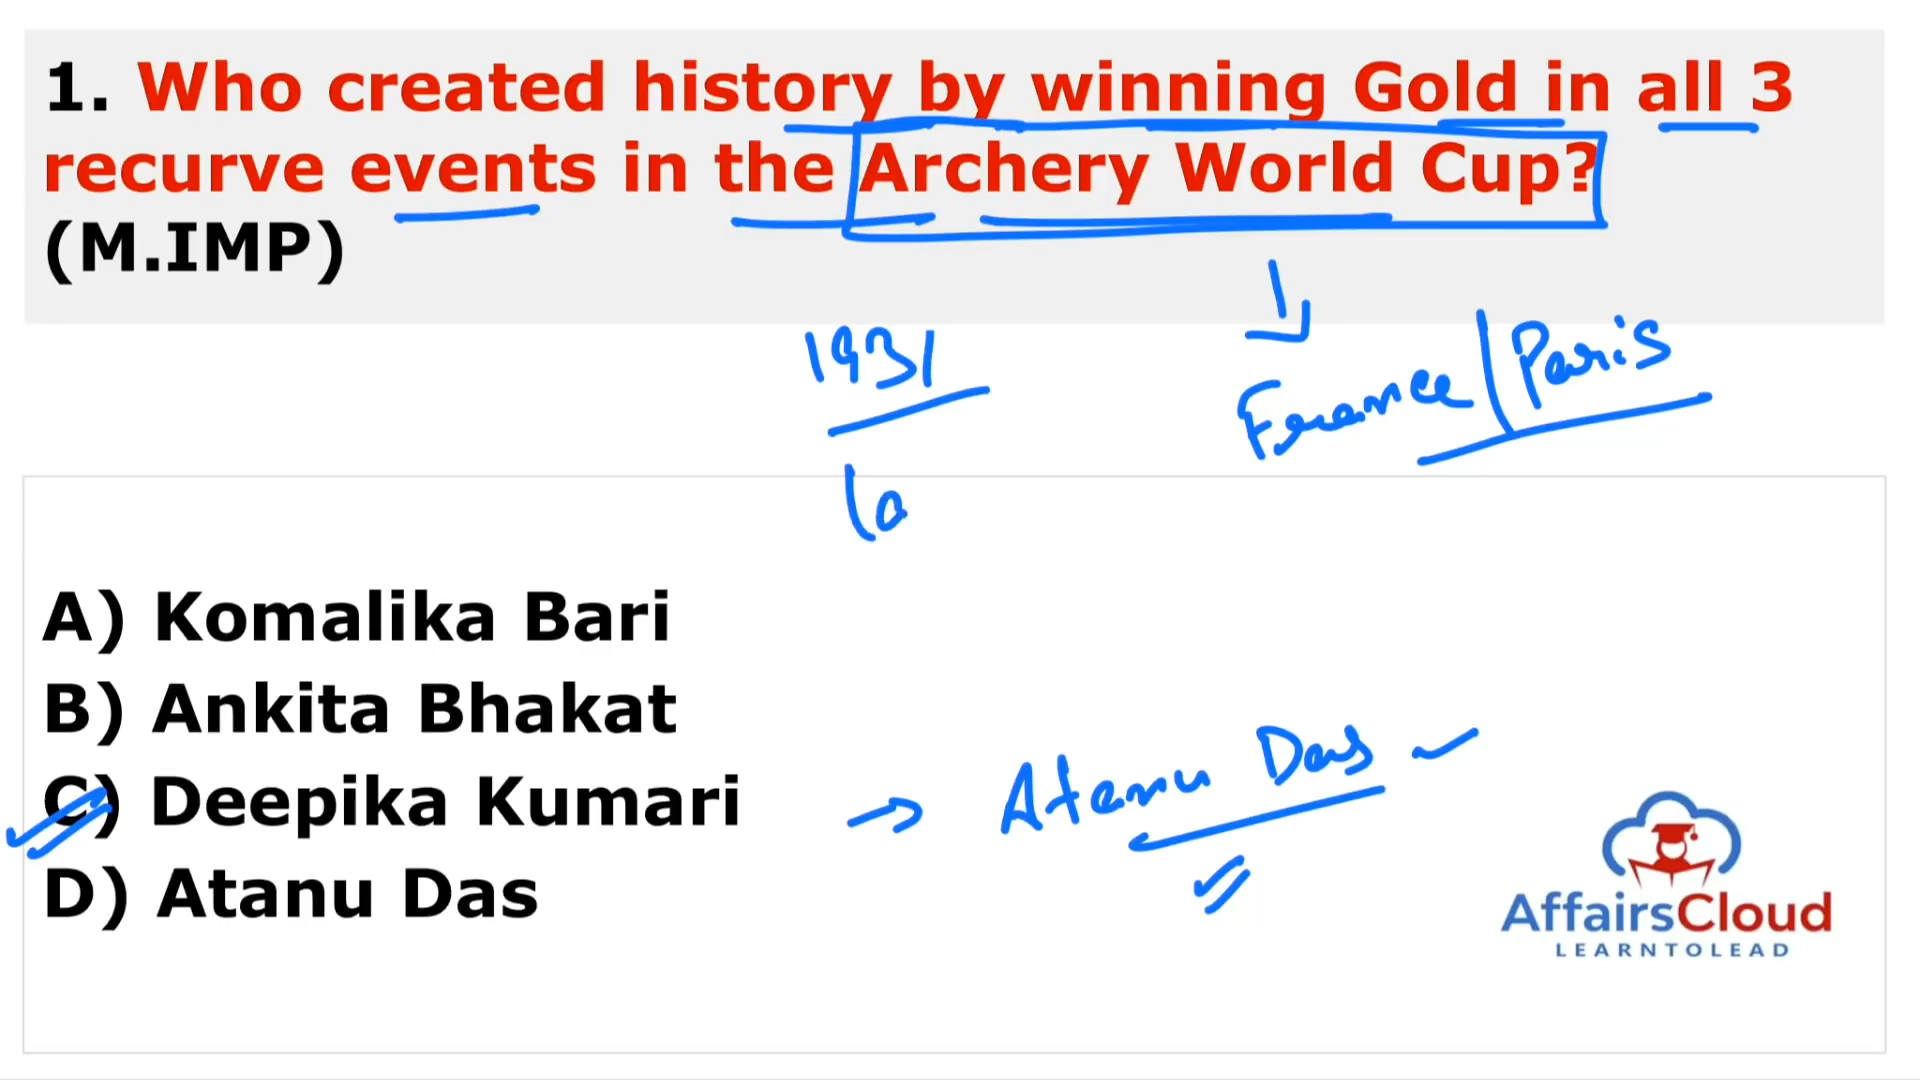 1. Who created history by winning Gold in all 3
recurve events in the Archery World Cup?
(M.IMP)
1931
France/Paris
A) Komalika Bari
B) Ankita Bhakat
C) Deepika Kumari
→ Atanu Das
D) Atanu Das
AffairsCloud
LEARNTOLEAD